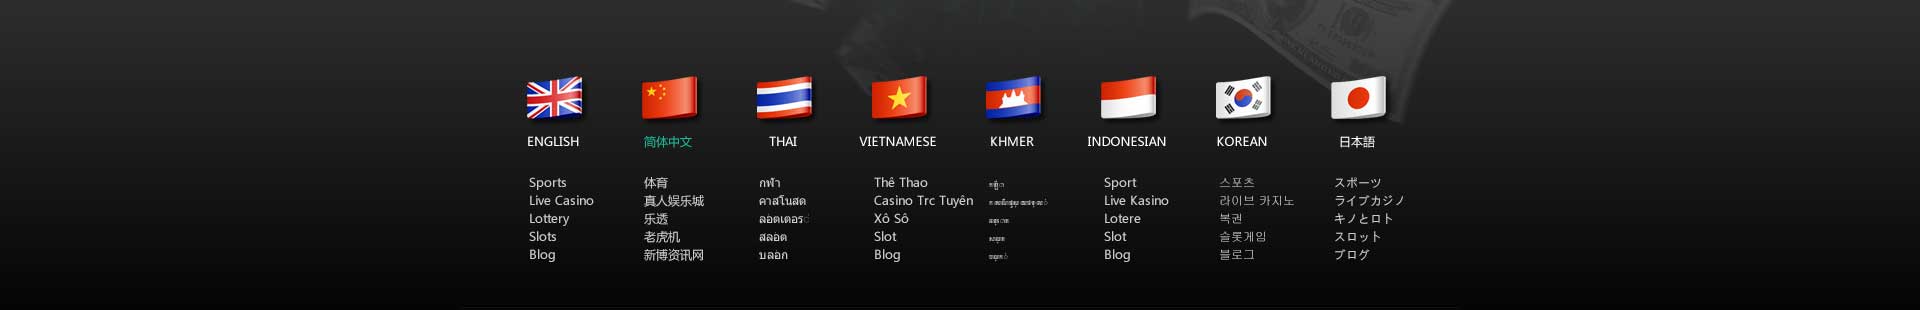 ENGLISH
简体中文
THAI
VIETNAMESE
KHMER
INDONESIAN
KOREAN
日本語
Sports
Live Casino
Lottery
Slots
Blog
体育
真人娱乐城
乐透
老虎机
新博资讯网
กีฬา
คาสิโนสด
ลอตเตอรี่
สล็อต
บล็อก
Thê Thao
Casino Trc Tuyên
Xô Sô
Slot
Blog
Sport
Live Kasino
Lotere
Slot
Blog
스포츠
라이브 카지노
복권
슬롯게임
블로그
スポーツ
ライブカジノ
キノとロト
スロット
ブログ